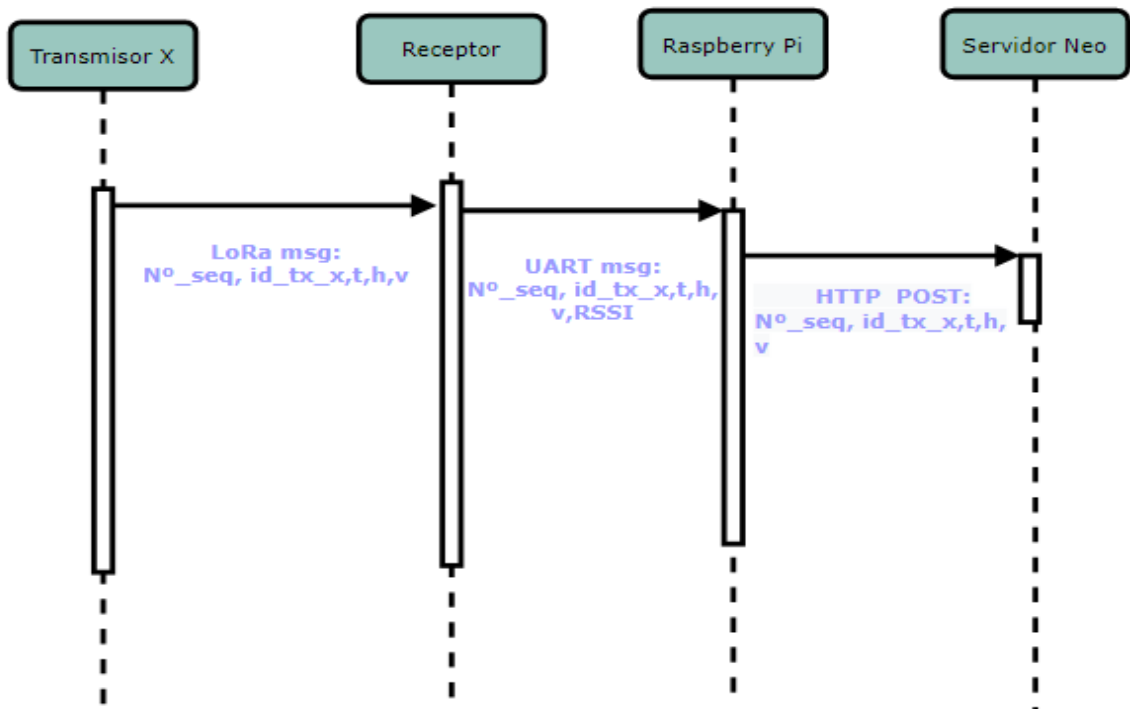 Transmisor X
Receptor
Raspberry Pi
Servidor Neo
LoRa msg:
Nº_seq, id_tx_x,t,h,v
UART msg:
Nº_seq, id_tx_x,t,h,
v,RSSI
HTTP POST:
Nº_seq, id_tx_x,t,h,
v